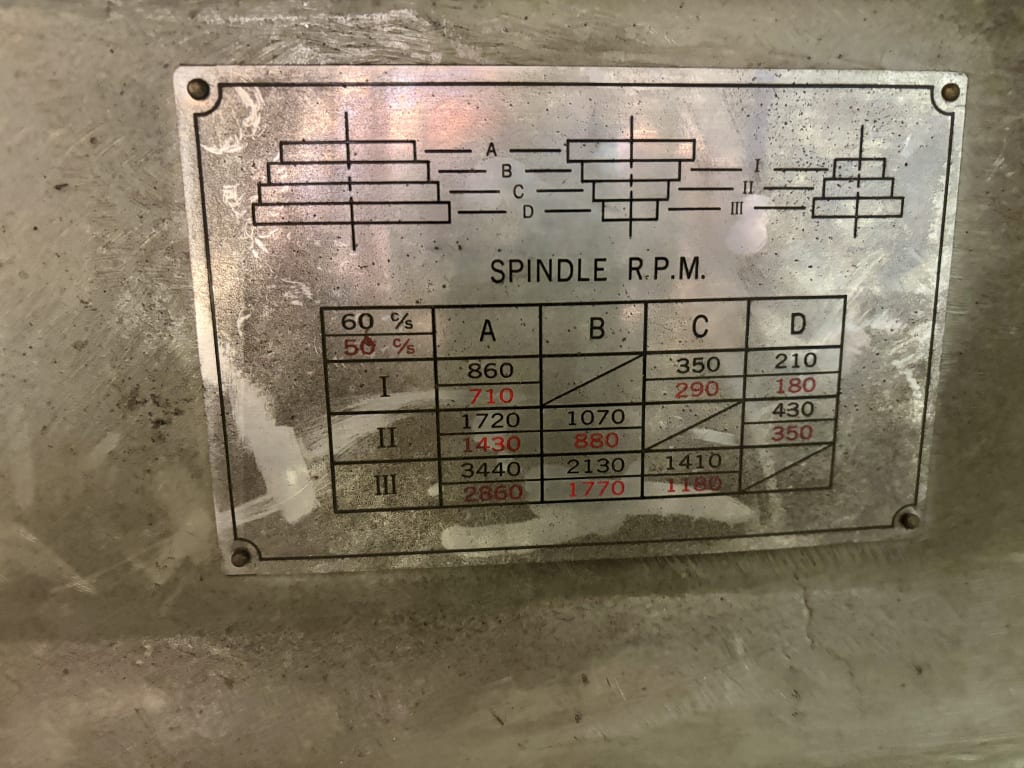 A
B I
C II
D III
SPINDLE R.P.M.
60 c/s A B C D
50 c/s
I 860 350 210
710 290 180
II 1720 1070 430
1430 880 350
III 3440 2130 1410
2860 1770 1180